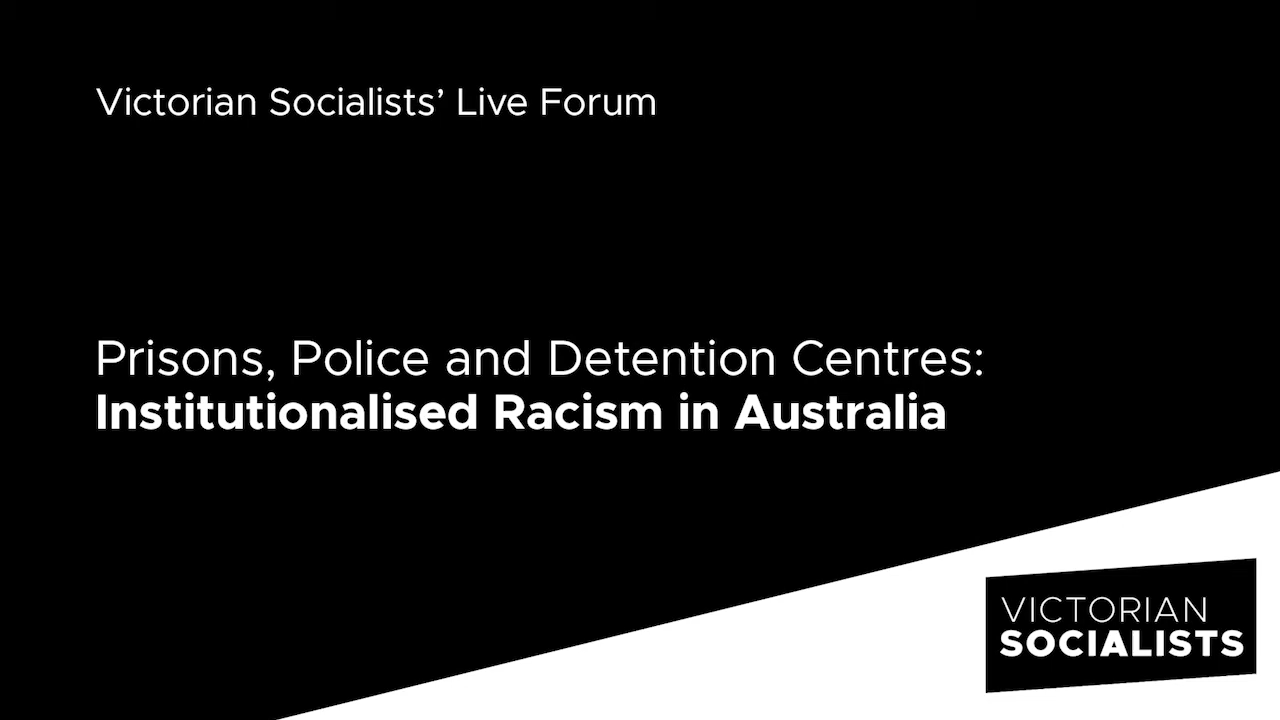 Victorian Socialists’ Live Forum
Prisons, Police and Detention Centres:
Institutionalised Racism in Australia
VICTORIAN
SOCIALISTS